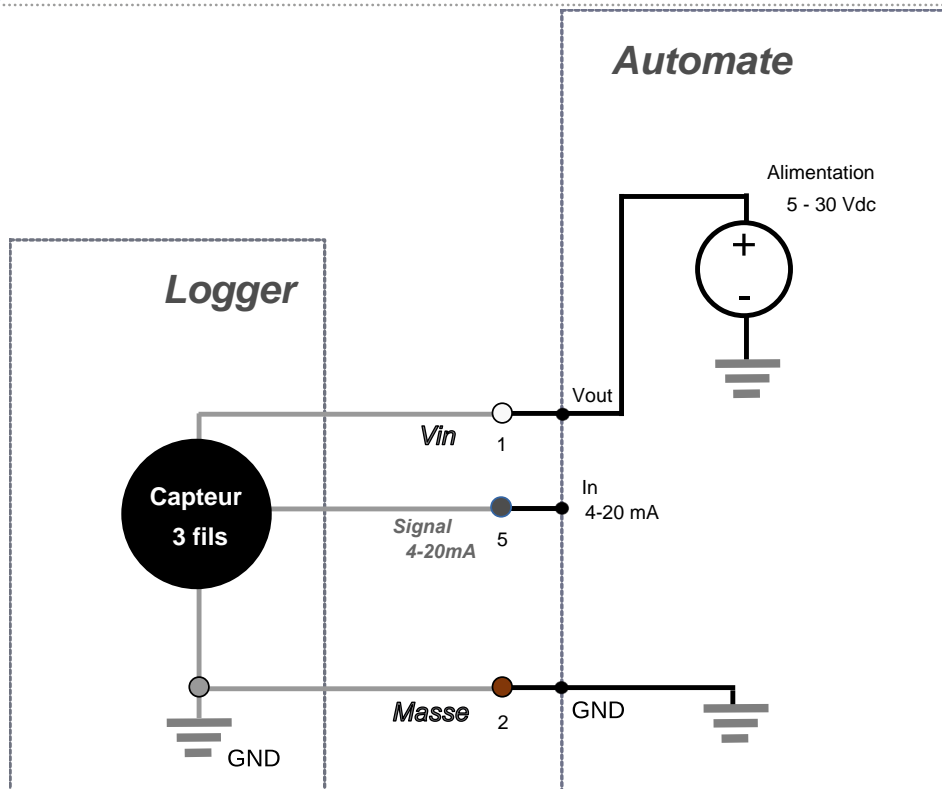 Automate
Alimentation
5 - 30 Vdc
+
-
Logger
Vout
Vin
1
Capteur
3 fils
In
4-20 mA
Signal
4-20mA
5
Masse
2
GND
GND